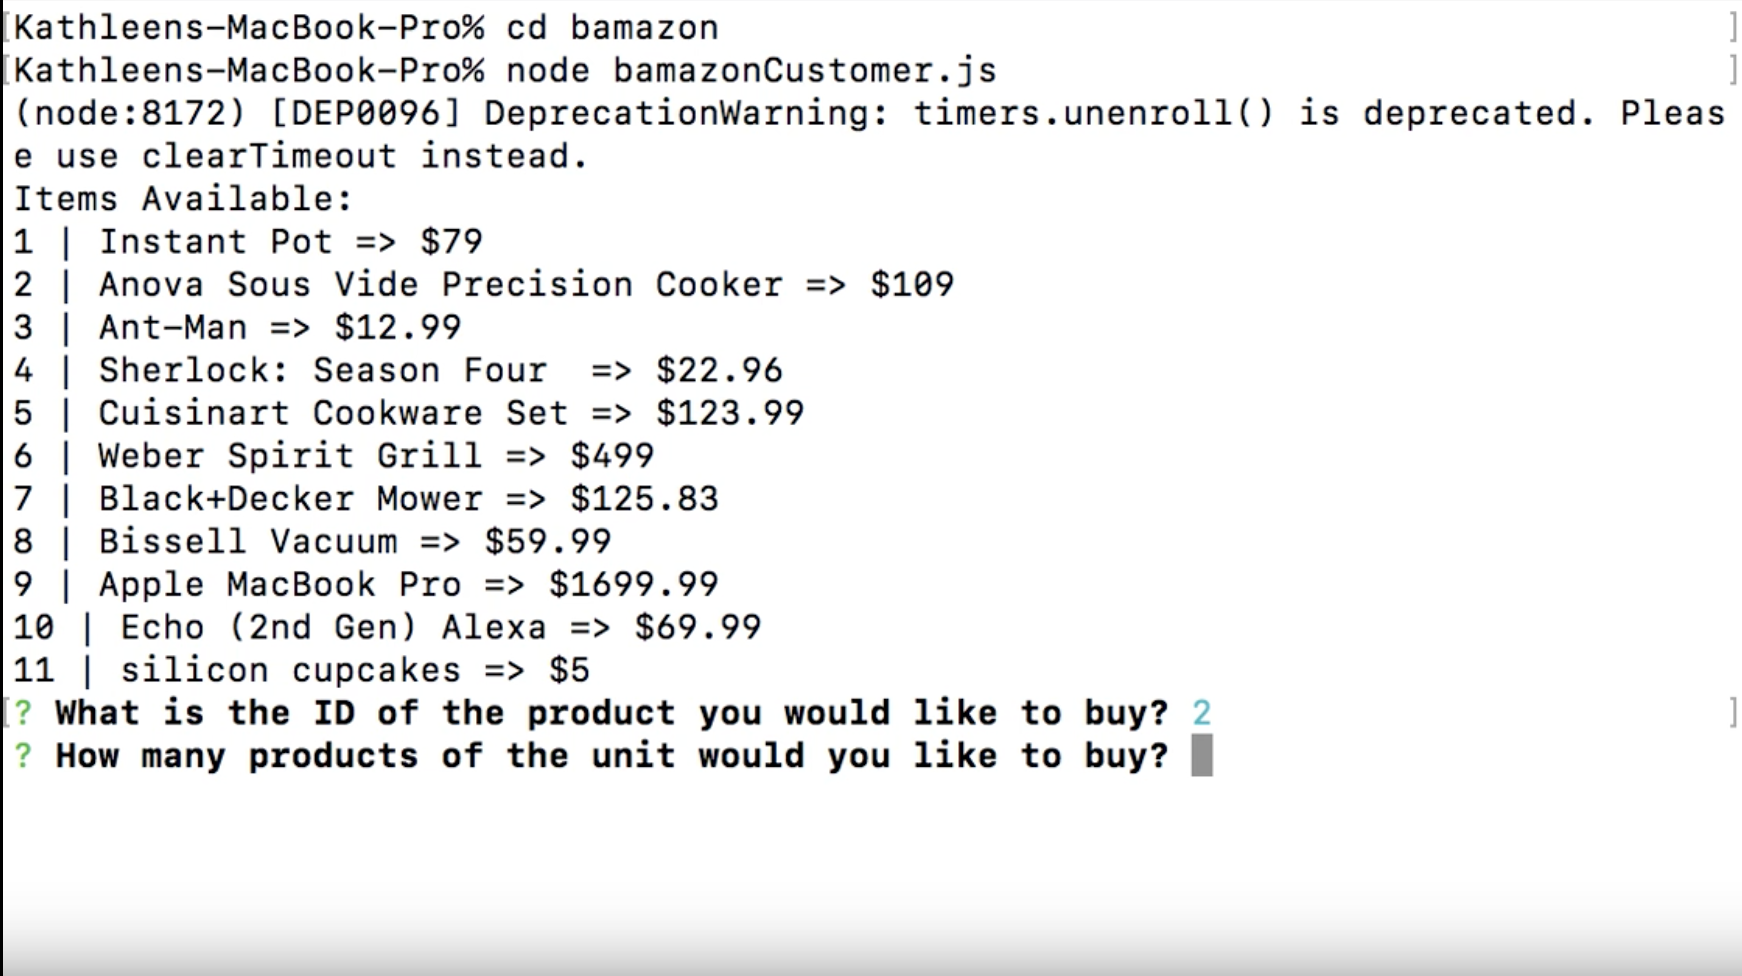 [Kathleens-MacBook-Pro% cd bamazon ]
[Kathleens-MacBook-Pro% node bamazonCustomer.js ]
(node:8172) [DEP0096] DeprecationWarning: timers.unenroll() is deprecated. Pleas
e use clearTimeout instead.
Items Available:
1 | Instant Pot => $79
2 | Anova Sous Vide Precision Cooker => $109
3 | Ant-Man => $12.99
4 | Sherlock: Season Four  => $22.96
5 | Cuisinart Cookware Set => $123.99
6 | Weber Spirit Grill => $499
7 | Black+Decker Mower => $125.83
8 | Bissell Vacuum => $59.99
9 | Apple MacBook Pro => $1699.99
10 | Echo (2nd Gen) Alexa => $69.99
11 | silicon cupcakes => $5
[? What is the ID of the product you would like to buy? 2 ]
? How many products of the unit would you like to buy?